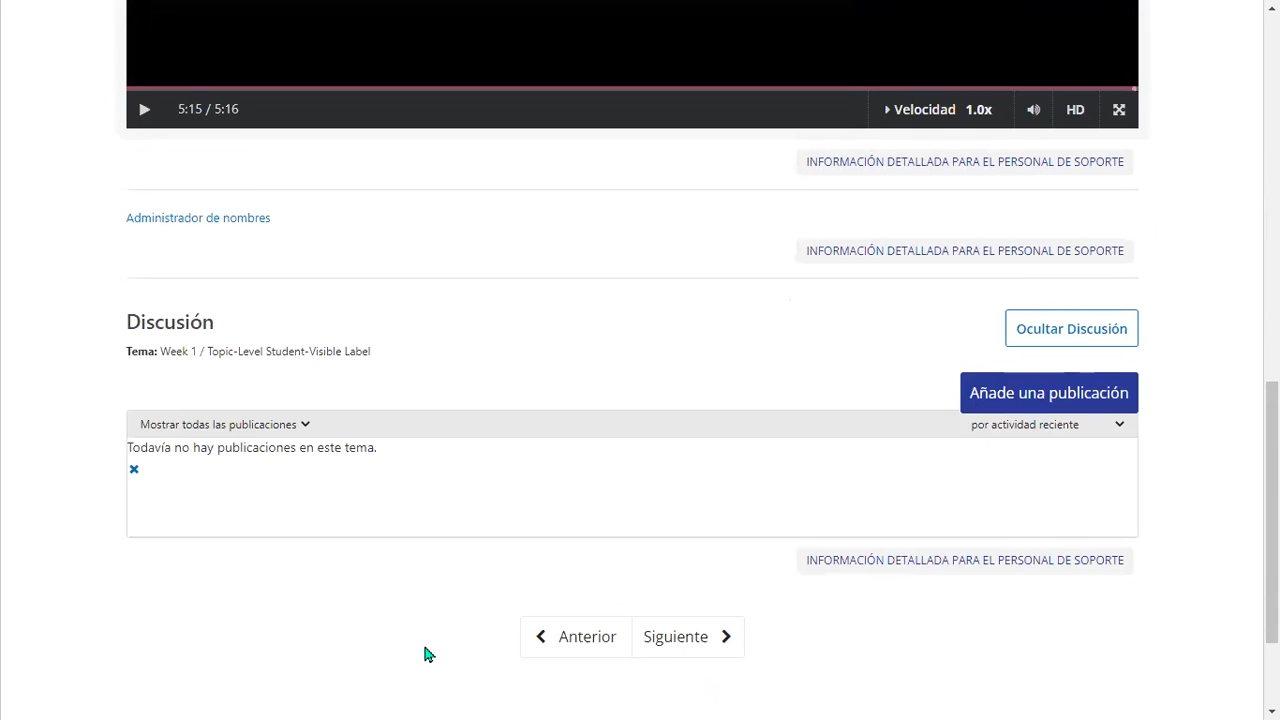 5:15 / 5:16
Velocidad 1.0x
HD
INFORMACIÓN DETALLADA PARA EL PERSONAL DE SOPORTE
Administrador de nombres
INFORMACIÓN DETALLADA PARA EL PERSONAL DE SOPORTE
Discusión
Ocultar Discusión
Tema: Week 1 / Topic-Level Student-Visible Label
Añade una publicación
Mostrar todas las publicaciones
por actividad reciente
Todavía no hay publicaciones en este tema.
INFORMACIÓN DETALLADA PARA EL PERSONAL DE SOPORTE
Anterior
Siguiente